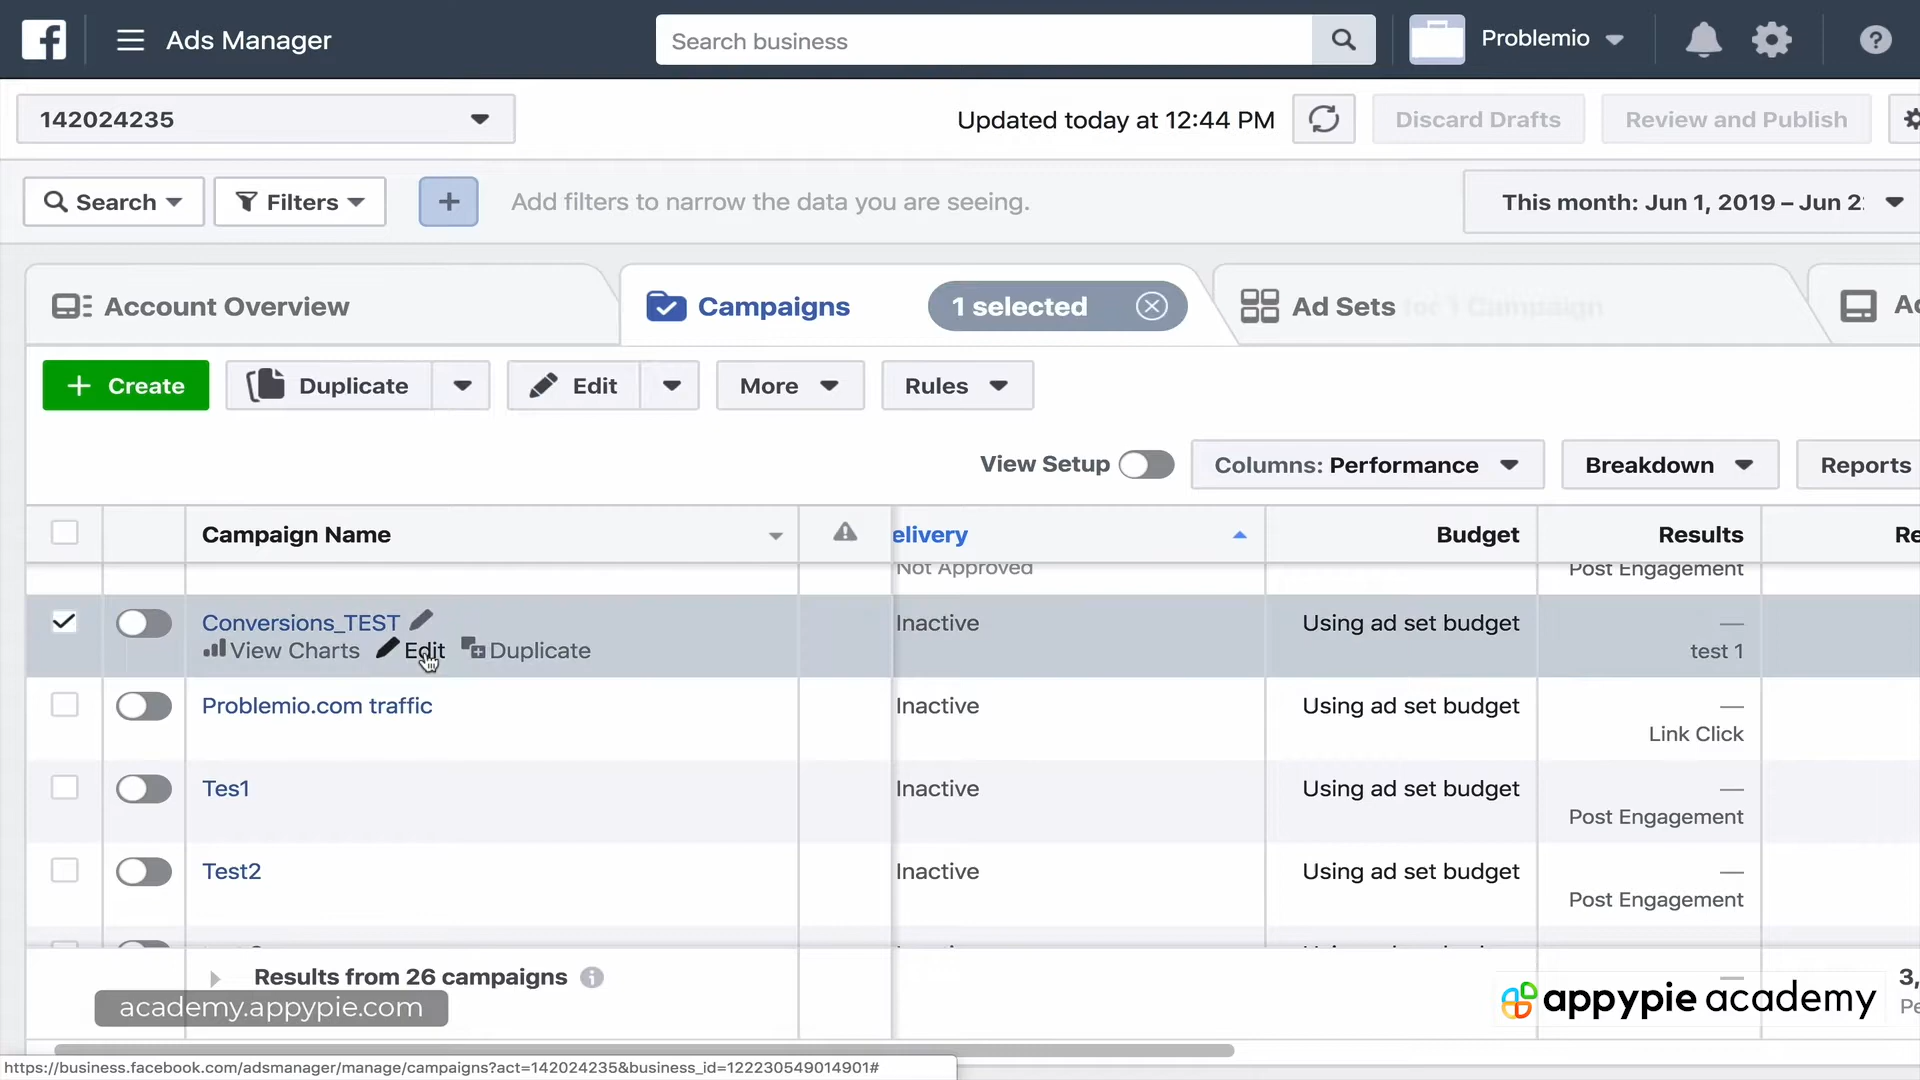 Ads Manager
Search business
Problemio
142024235
Updated today at 12:44 PM
Discard Drafts
Review and Publish
Search
Filters
+
Add filters to narrow the data you are seeing.
This month: Jun 1, 2019 – Jun 2
Account Overview
Campaigns
1 selected
Ad Sets for 1 Campaign
+ Create
Duplicate
Edit
More
Rules
View Setup
Columns: Performance
Breakdown
Reports
Campaign Name
elivery
Budget
Results
Re
Not Approved
Post Engagement
Conversions_TEST
View Charts
Edit
Duplicate
Inactive
Using ad set budget
—
test 1
Problemio.com traffic
Inactive
Using ad set budget
—
Link Click
Tes1
Inactive
Using ad set budget
—
Post Engagement
Test2
Inactive
Using ad set budget
—
Post Engagement
Results from 26 campaigns
—
3,
Pe
academy.appypie.com
appypie academy
https://business.facebook.com/adsmanager/manage/campaigns?act=142024235&business_id=122230549014901#